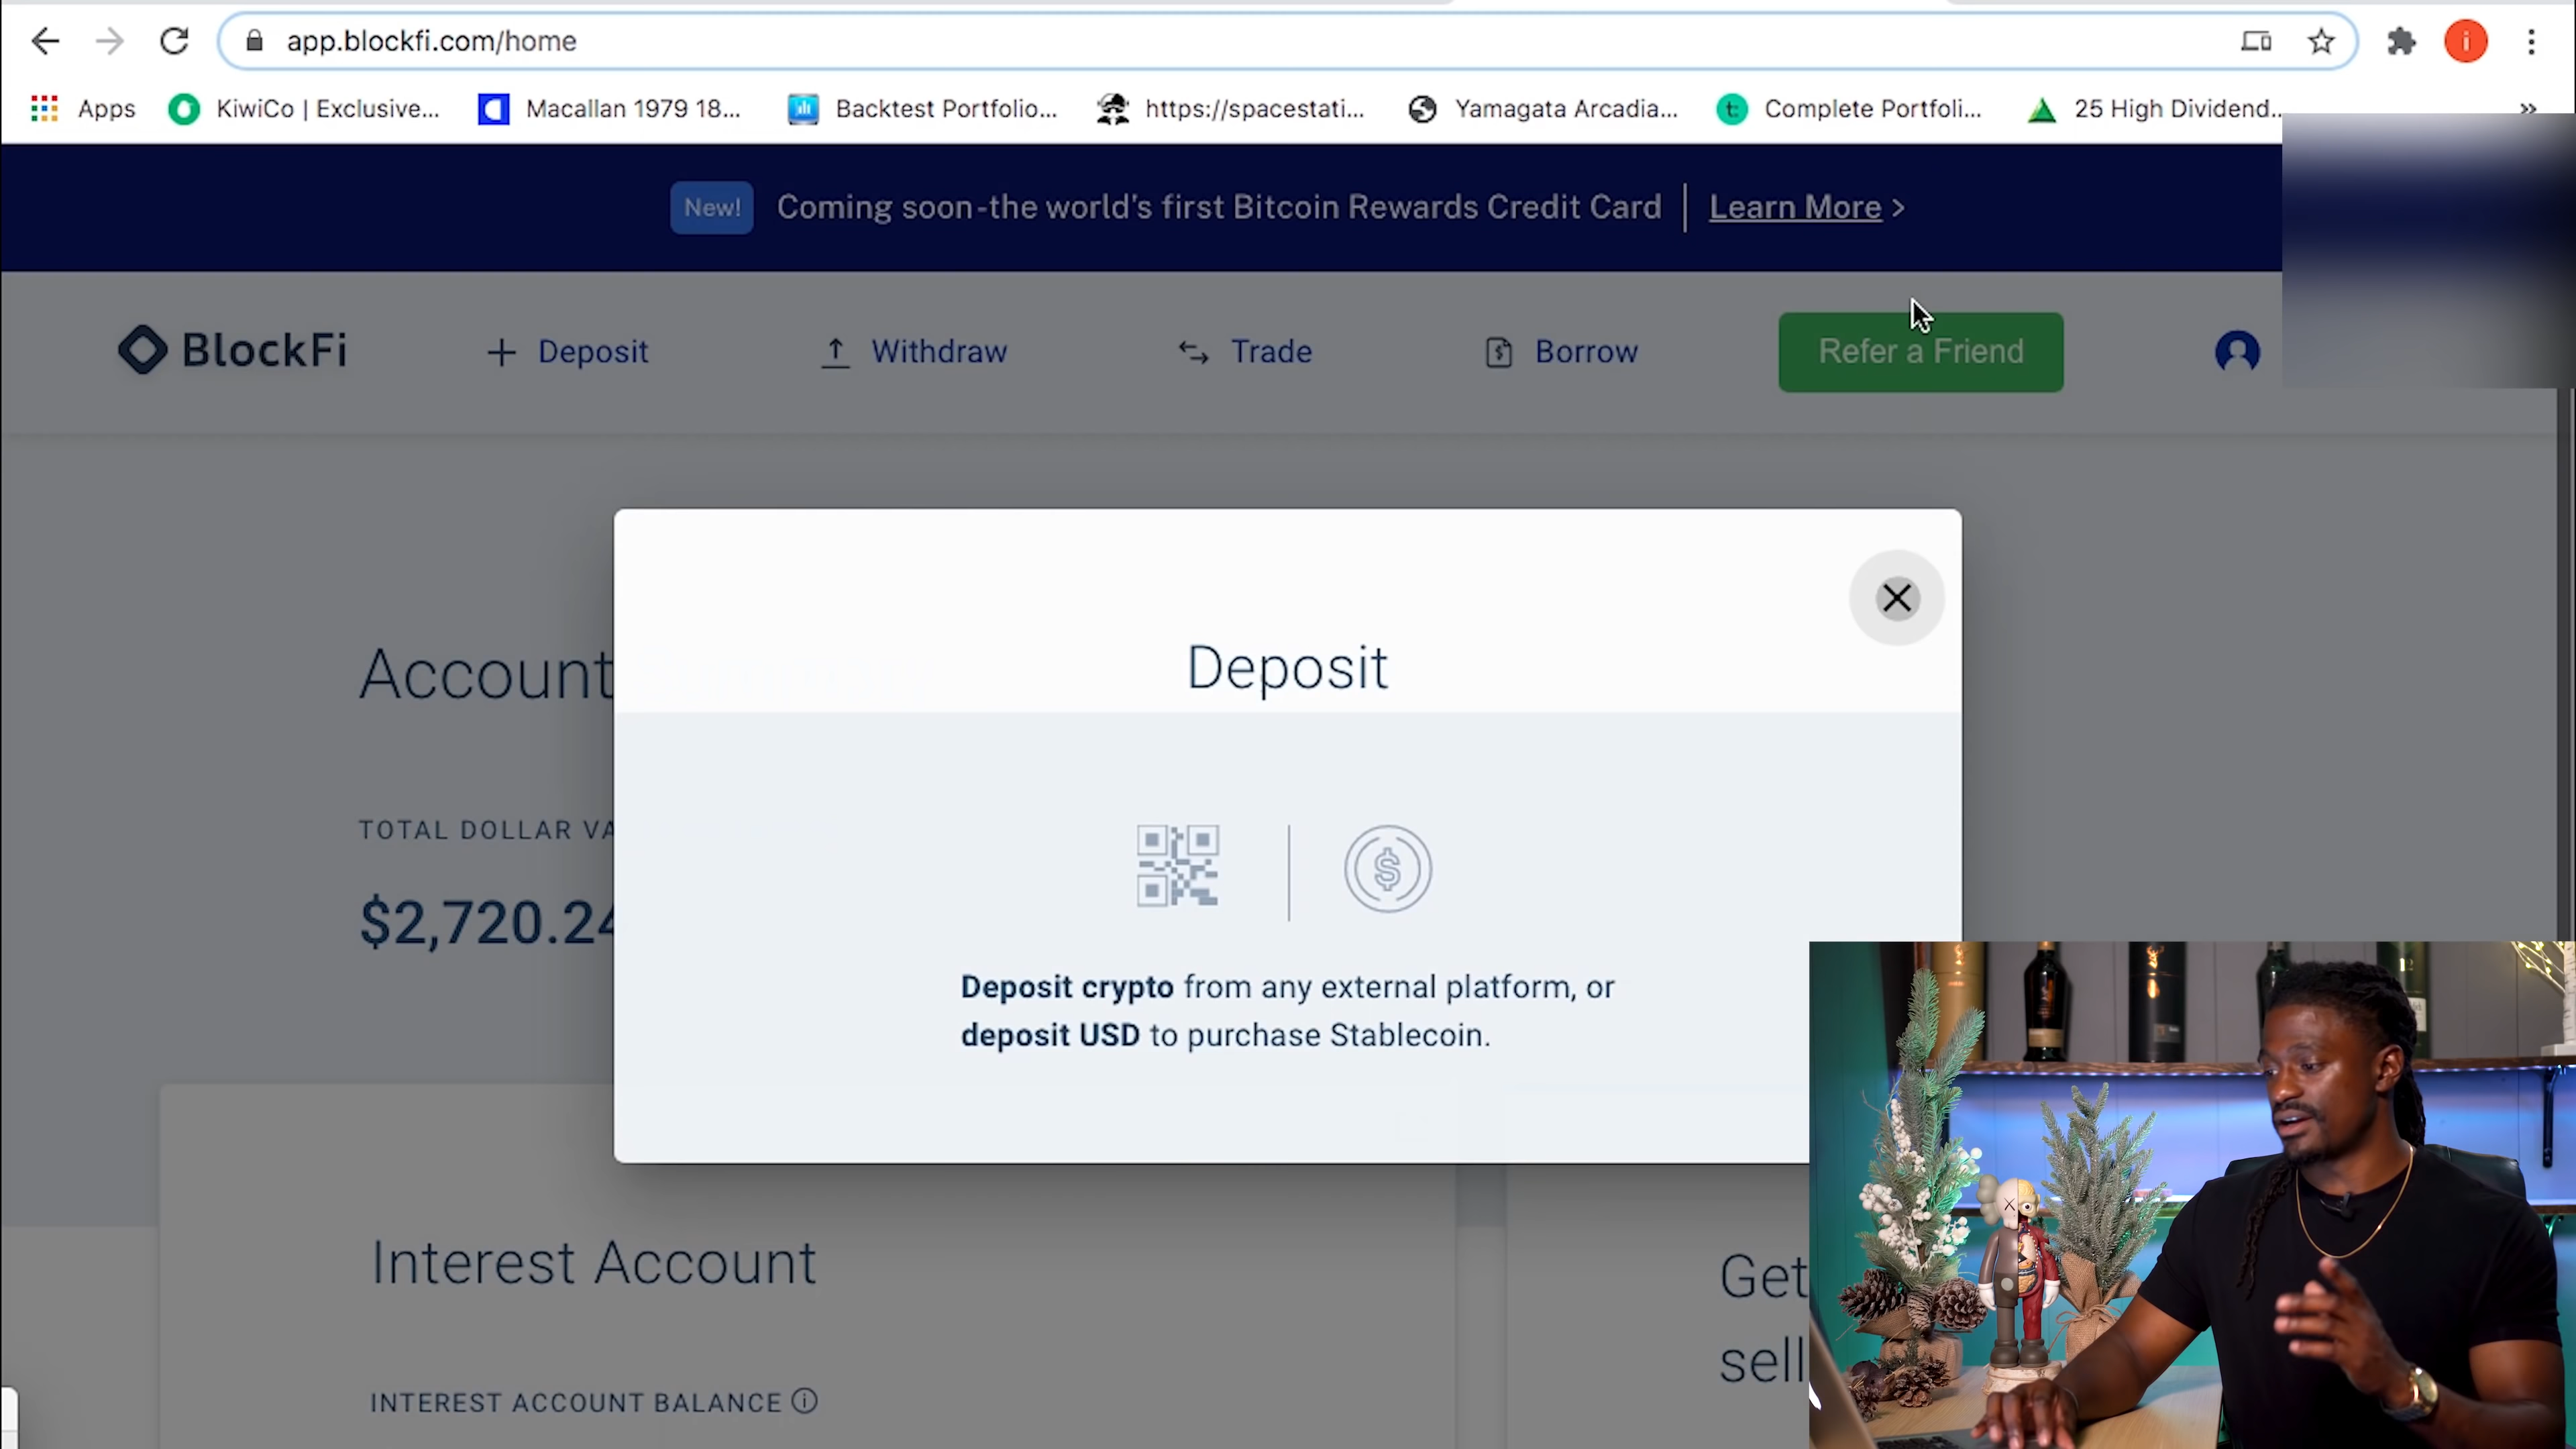 app.blockfi.com/home
Apps
KiwiCo | Exclusive...
Macallan 1979 18...
Backtest Portfolio...
https://spacestati...
Yamagata Arcadia...
Complete Portfoli...
25 High Dividend...
New! Coming soon-the world's first Bitcoin Rewards Credit Card | Learn More >
BlockFi
Deposit
Withdraw
Trade
Borrow
Refer a Friend
Deposit
Account
TOTAL DOLLAR VA
$2,720.24
Deposit crypto from any external platform, or
deposit USD to purchase Stablecoin.
Interest Account
INTEREST ACCOUNT BALANCE
Get
sell